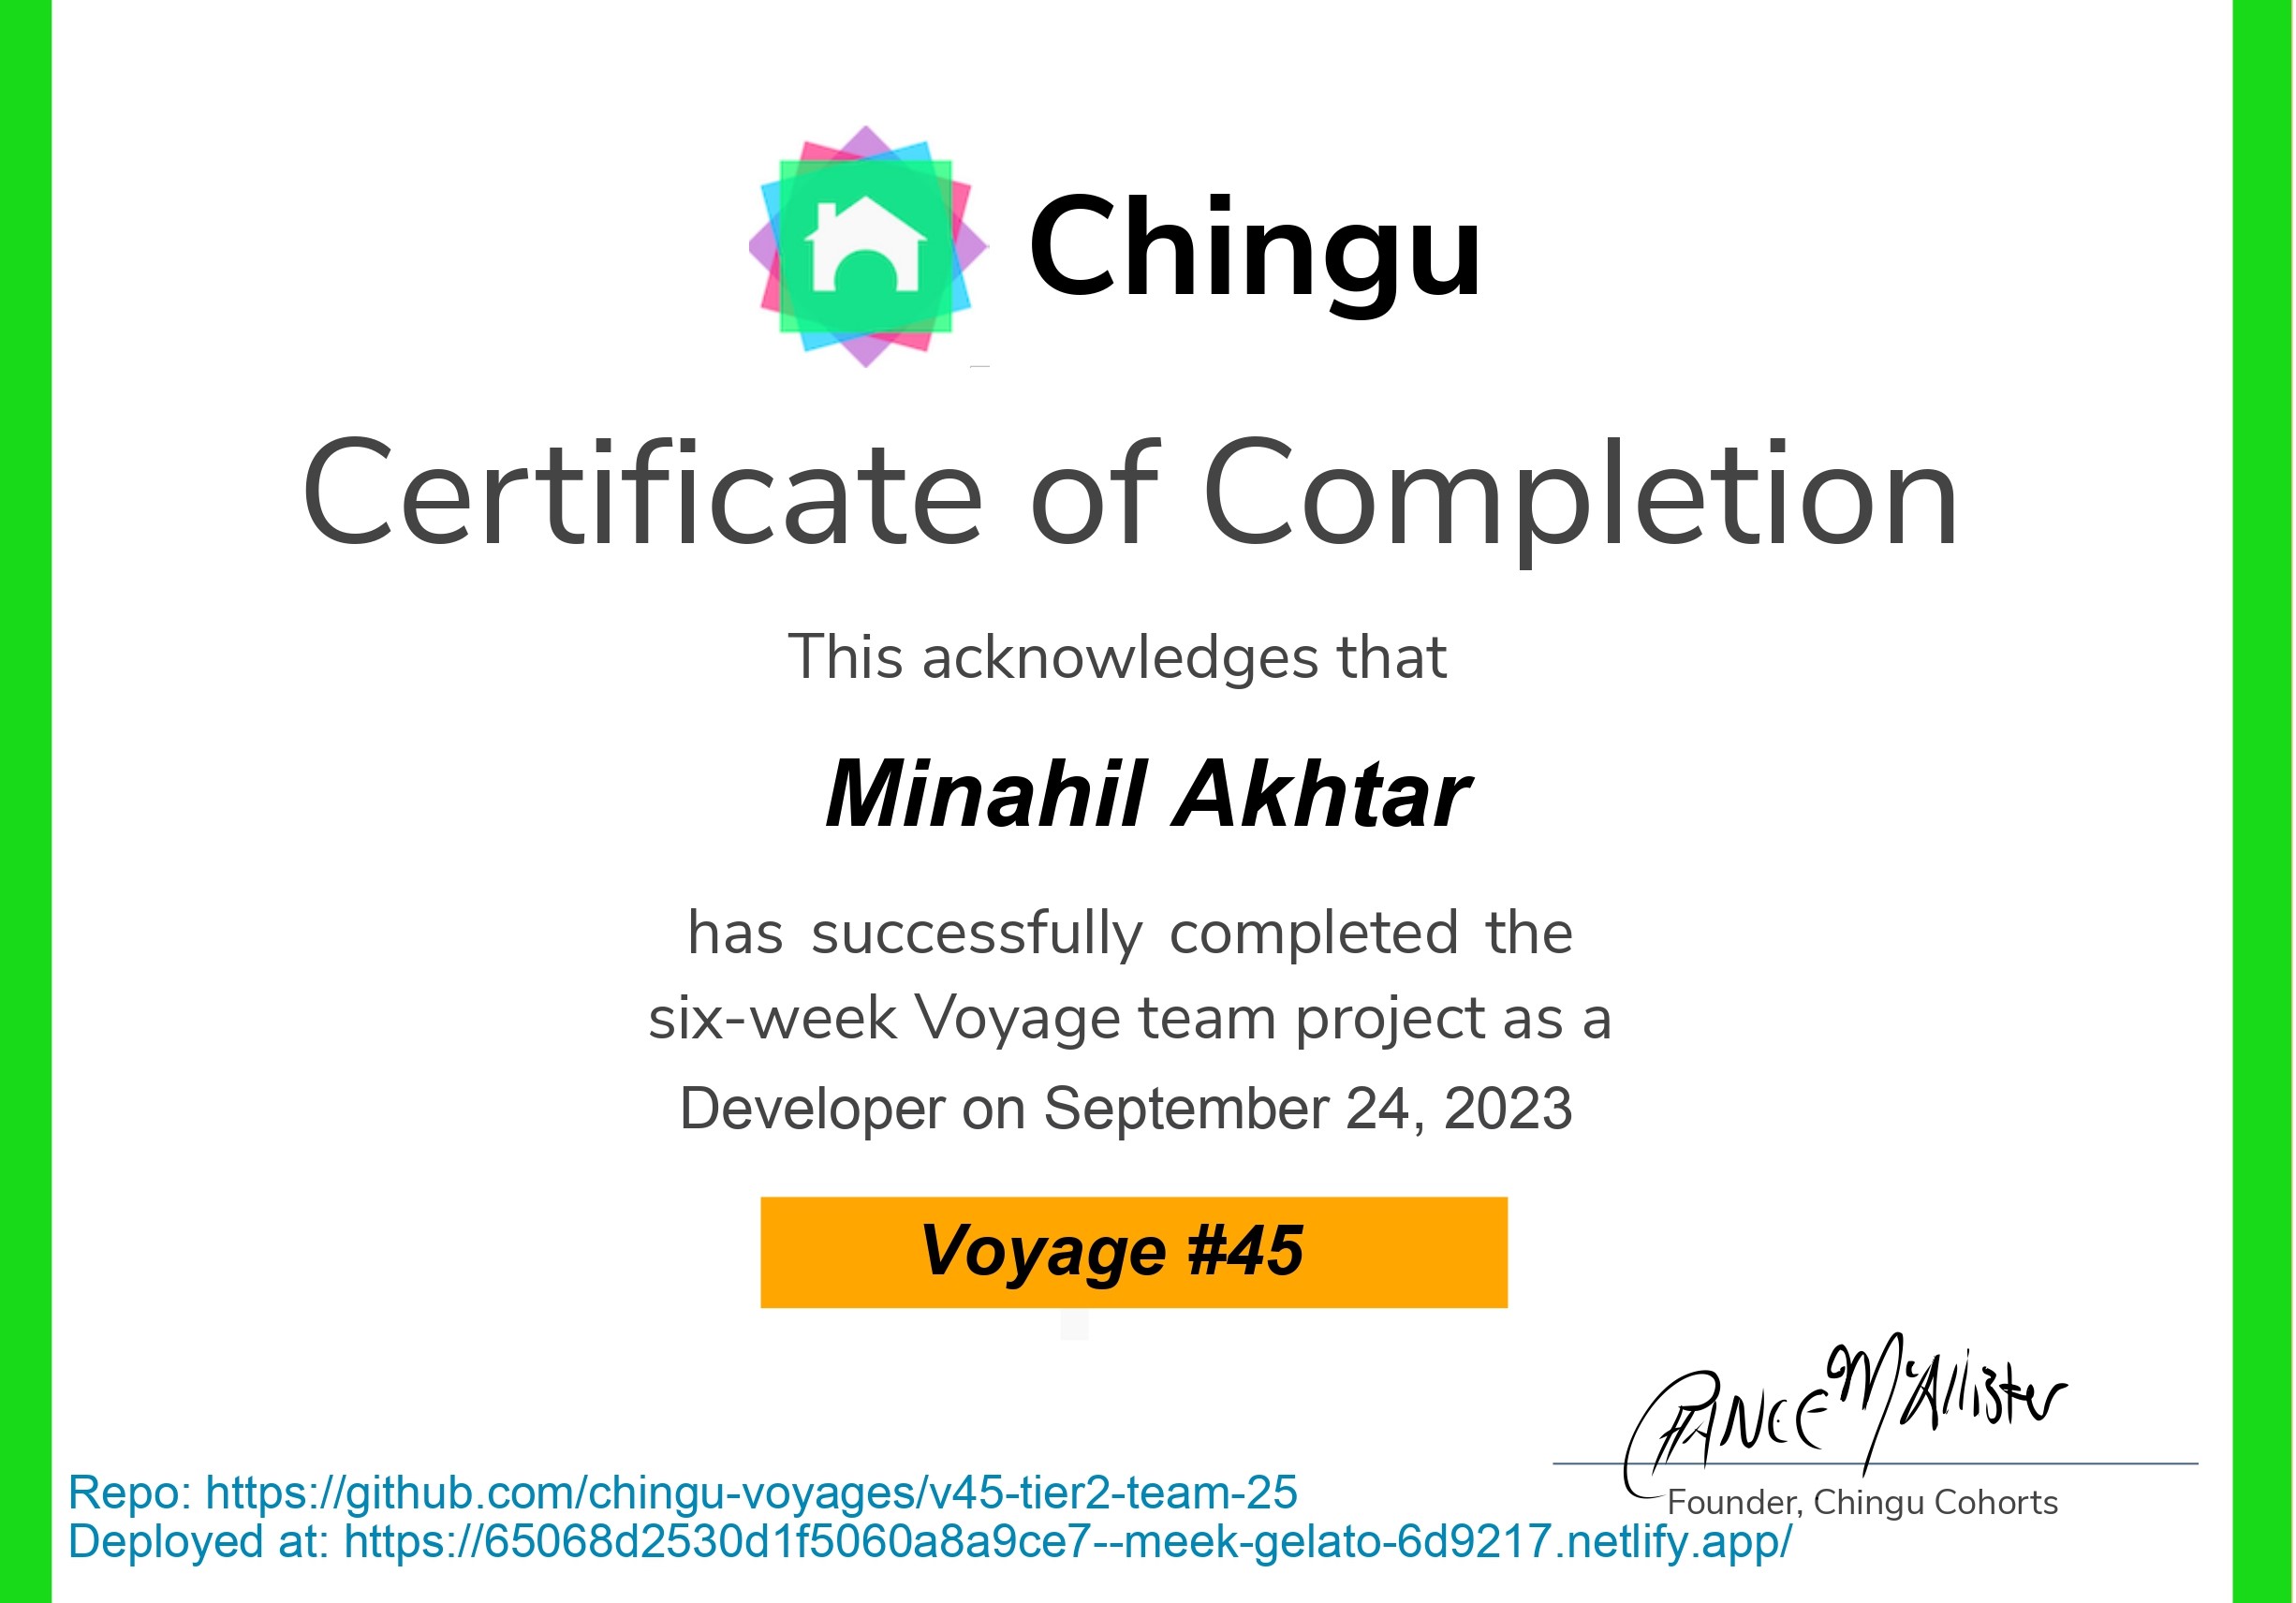 Chingu
Certificate of Completion
This acknowledges that
Minahil Akhtar
has successfully completed the
six-week Voyage team project as a
Developer on September 24, 2023
Voyage #45
Chance McAllister
Founder, Chingu Cohorts
Repo: https://github.com/chingu-voyages/v45-tier2-team-25
Deployed at: https://65068d2530d1f5060a8a9ce7--meek-gelato-6d9217.netlify.app/